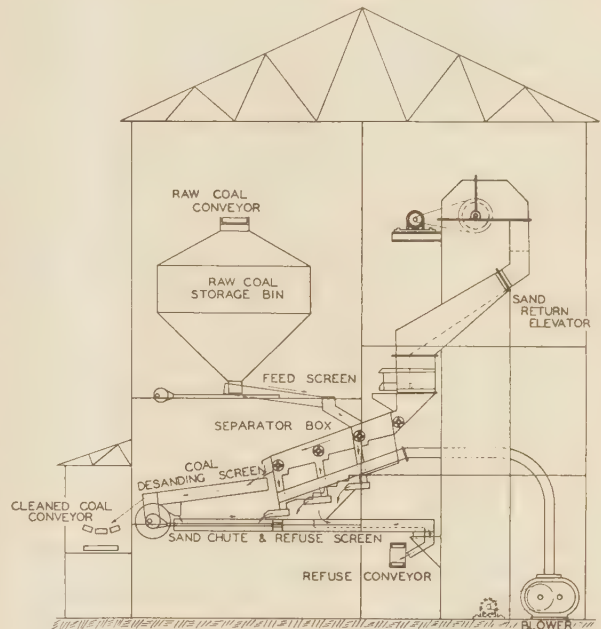 RAW COAL
CONVEYOR
RAW COAL
STORAGE BIN
SAND
RETURN
ELEVATOR
FEED SCREEN
SEPARATOR BOX
COAL
DESANDING SCREEN
CLEANED COAL
CONVEYOR
SAND CHUTE & REFUSE SCREEN
REFUSE CONVEYOR
BLOWER